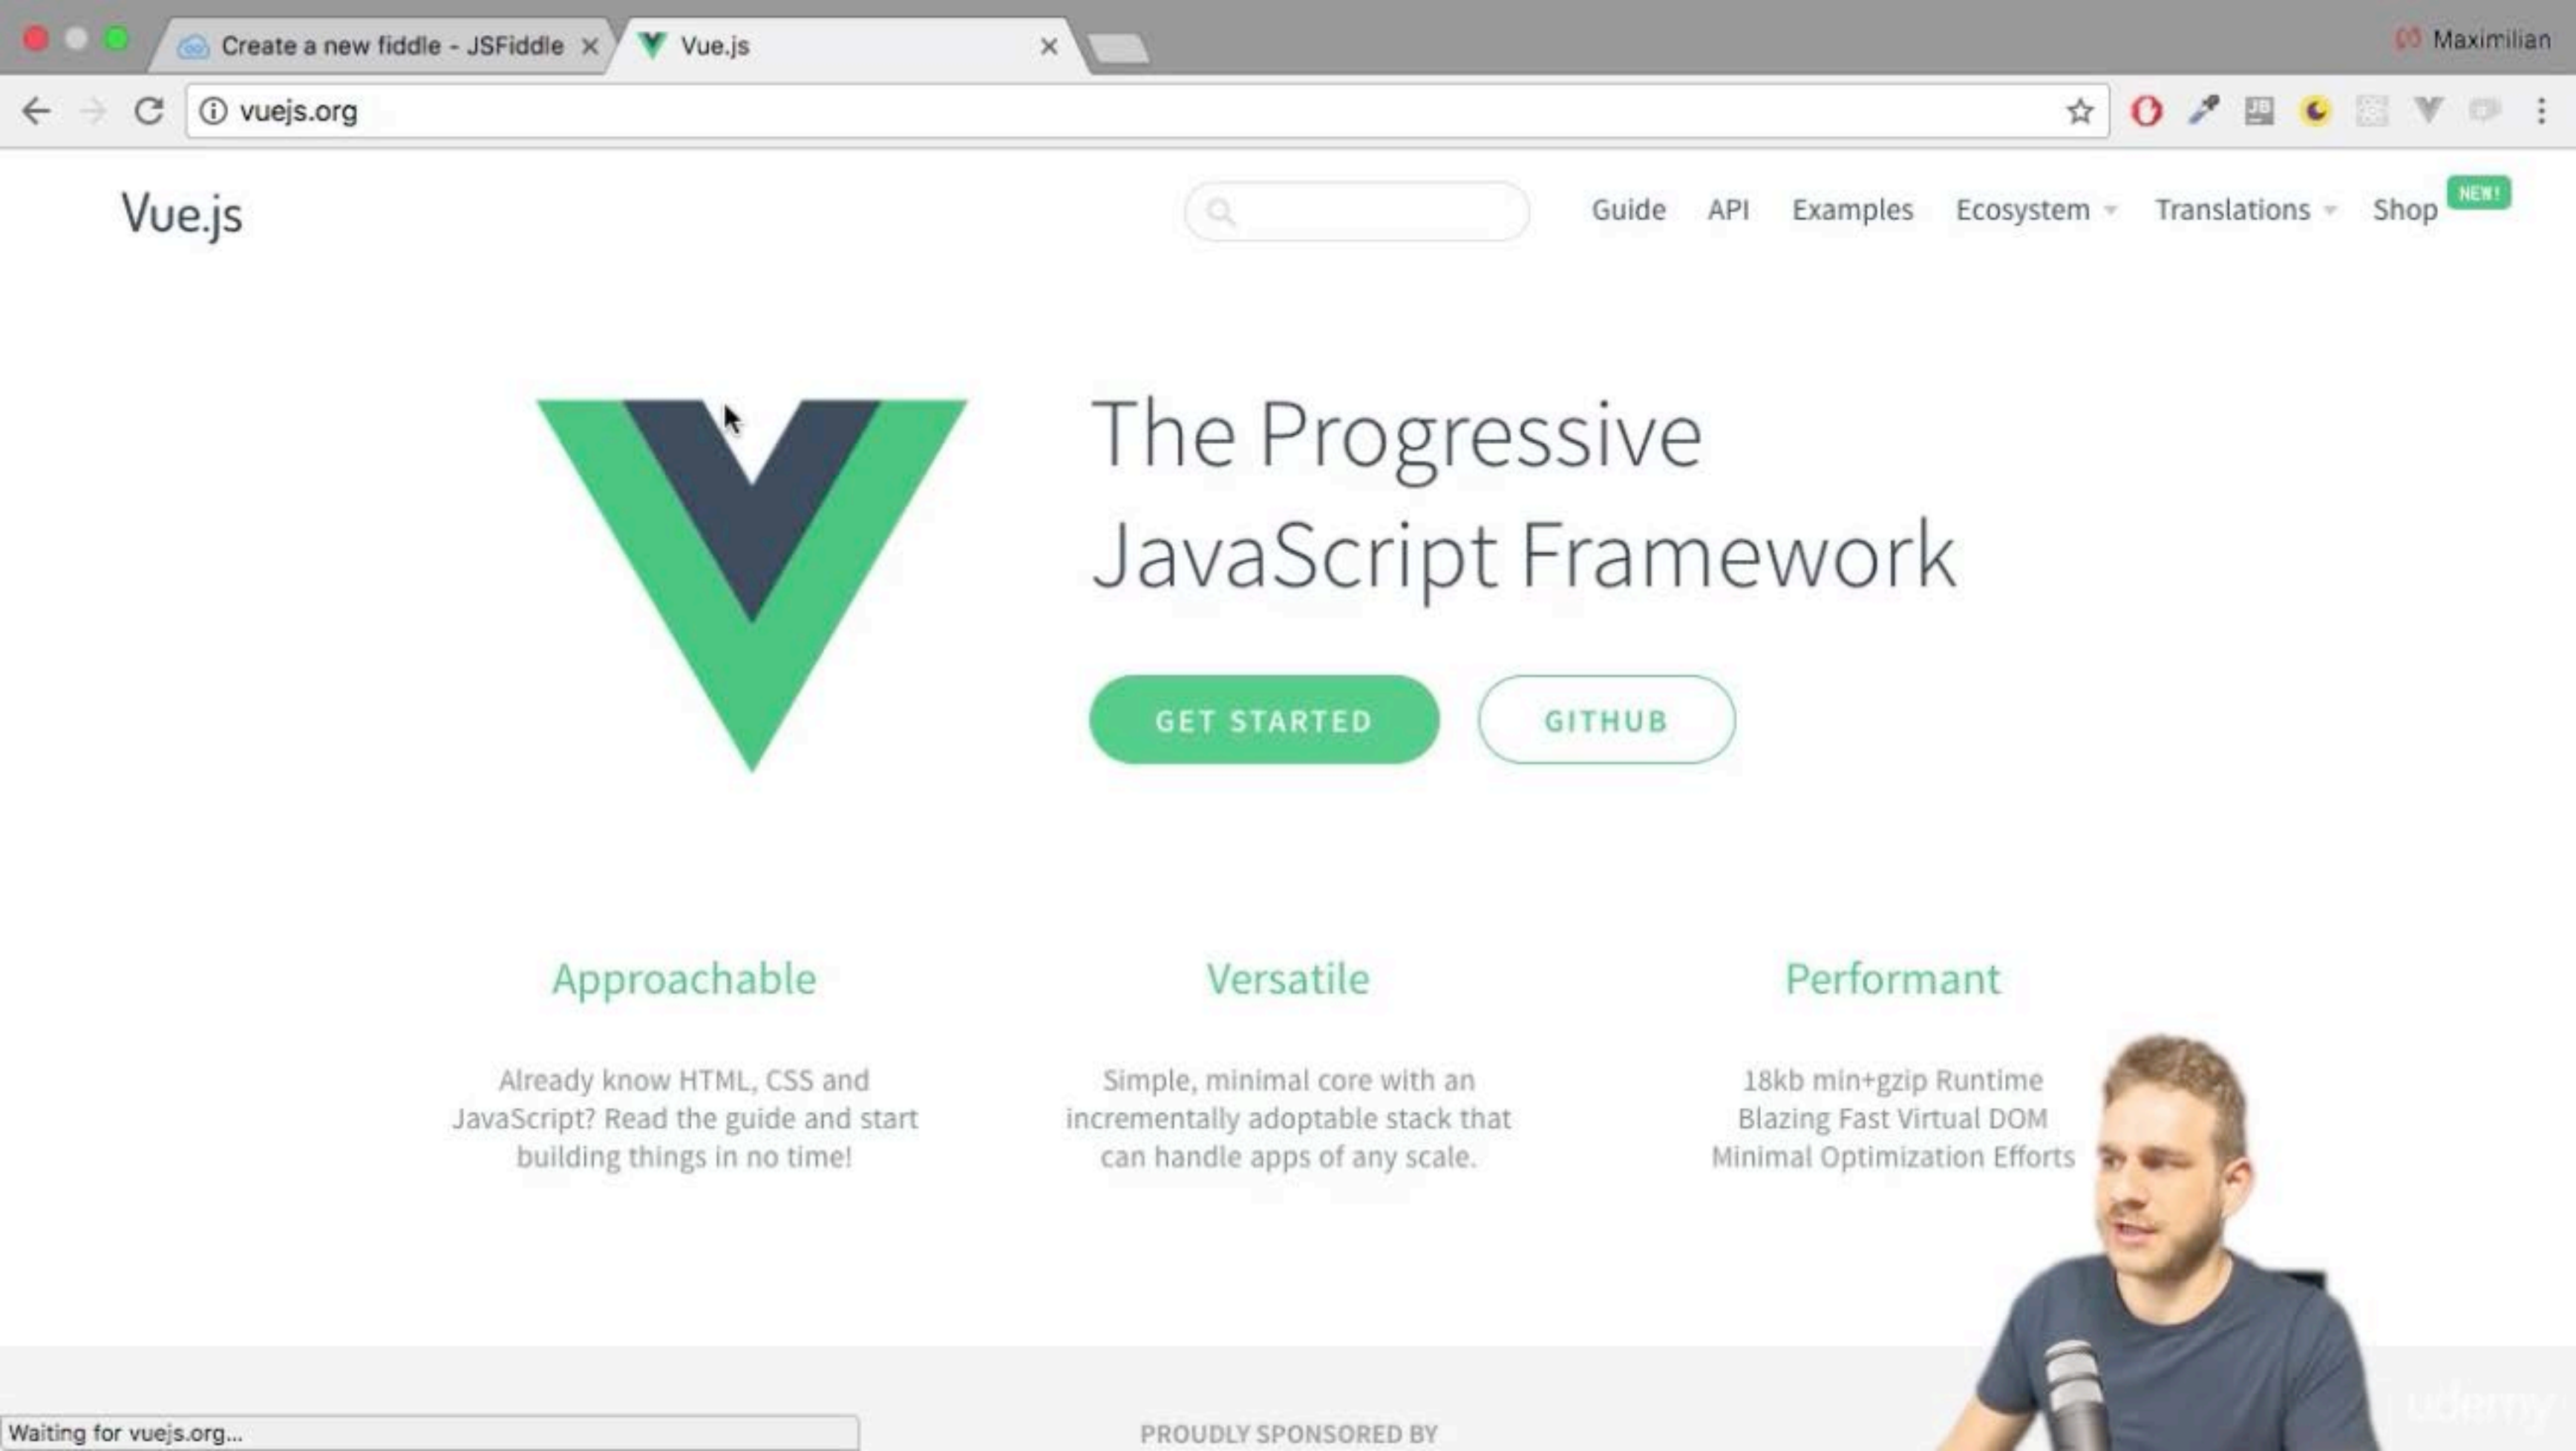 Create a new fiddle - JSFiddle
Vue.js
Maximilian
vuejs.org
Vue.js
Guide
API
Examples
Ecosystem
Translations
Shop
NEW!
The Progressive
JavaScript Framework
GET STARTED
GITHUB
Approachable
Already know HTML, CSS and
JavaScript? Read the guide and start
building things in no time!
Versatile
Simple, minimal core with an
incrementally adoptable stack that
can handle apps of any scale.
Performant
18kb min+gzip Runtime
Blazing Fast Virtual DOM
Minimal Optimization Efforts
Waiting for vuejs.org...
PROUDLY SPONSORED BY
udemy